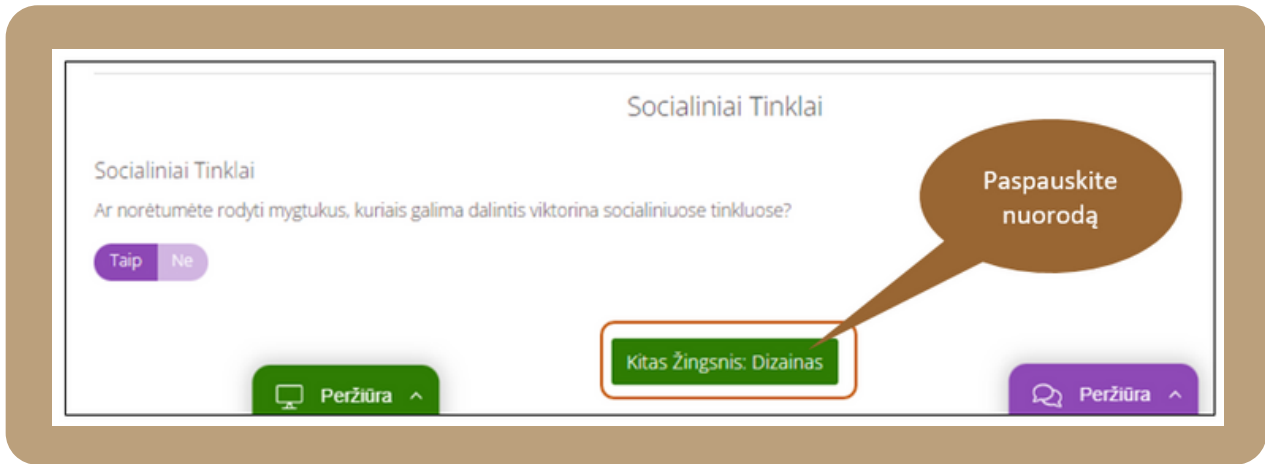 Socialiniai Tinklai
Socialiniai Tinklai
Ar norėtumėte rodyti mygtukus, kuriais galima dalintis viktorina socialiniuose tinkluose?
Taip Ne
Paspauskite
nuorodą
Kitas Žingsnis: Dizainas
Peržiūra
Peržiūra